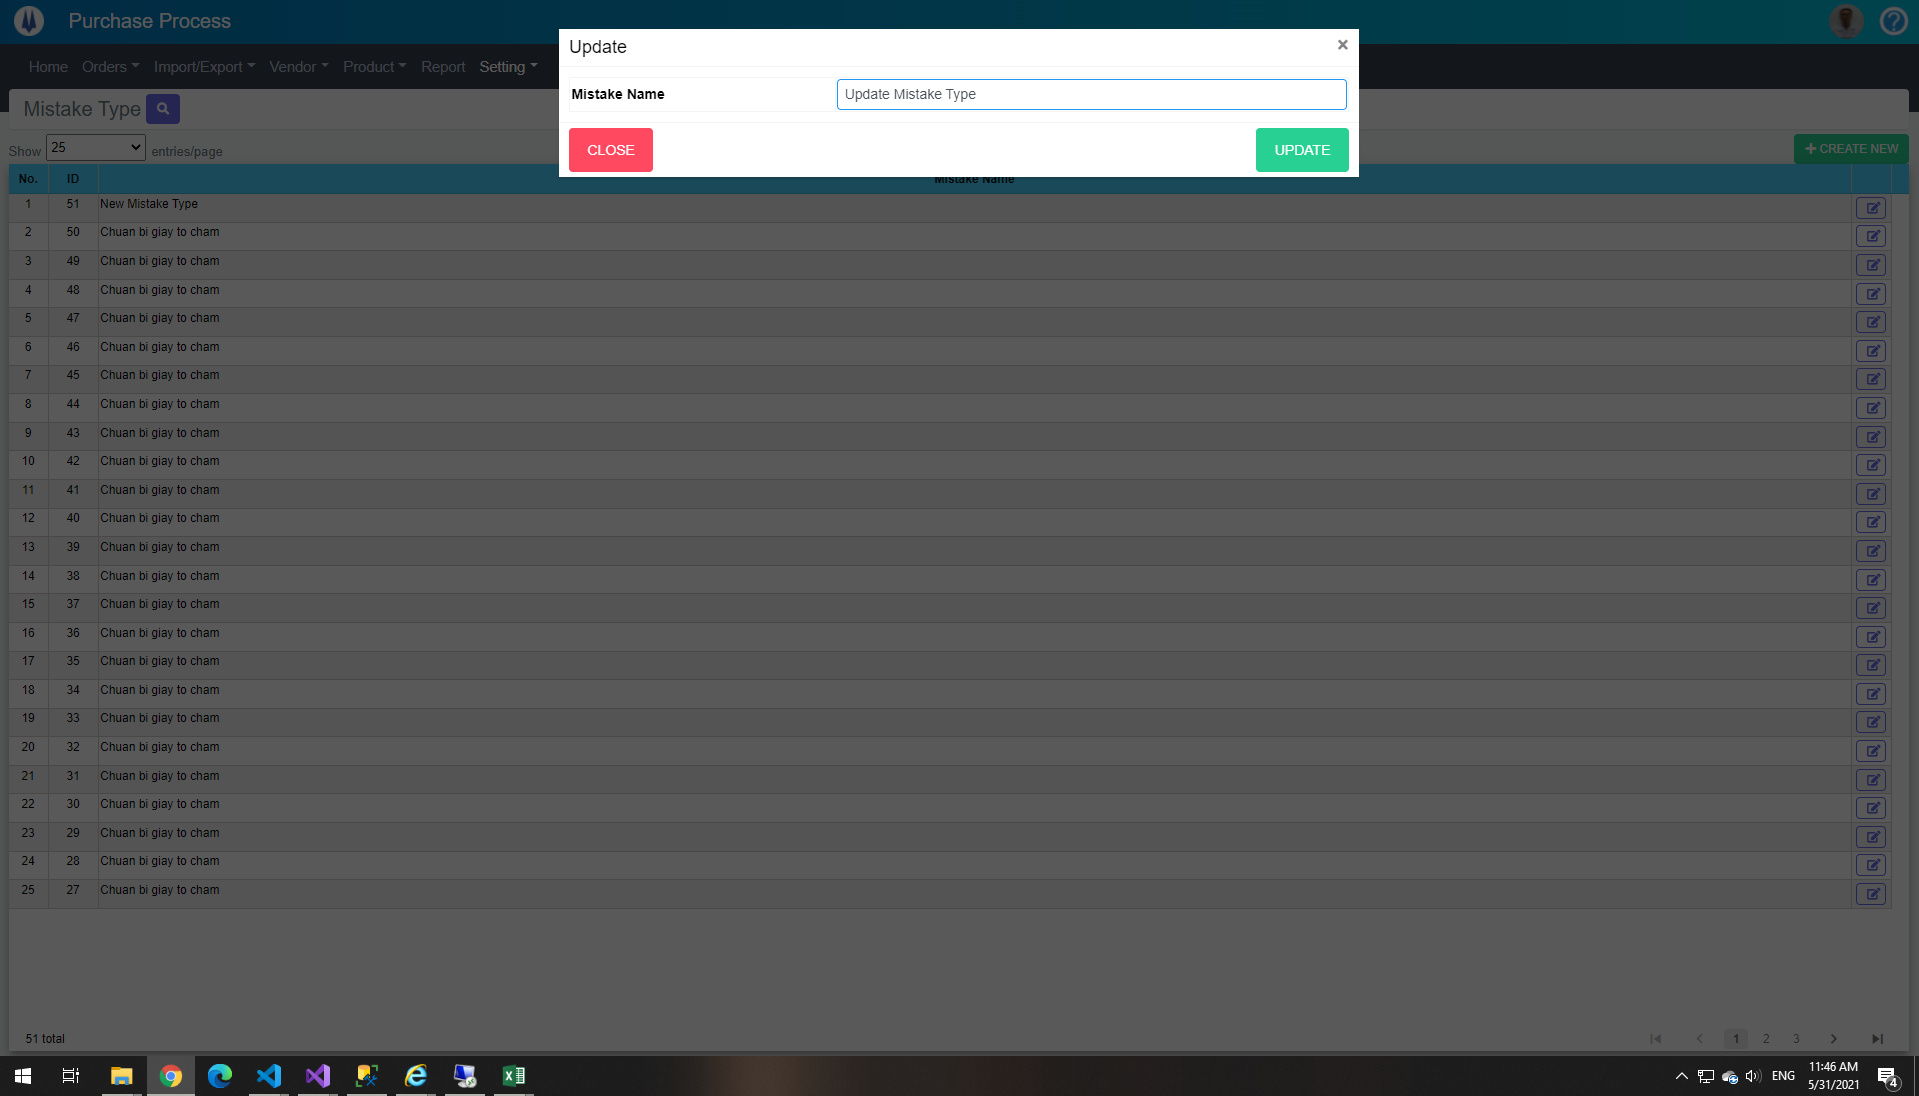 Purchase Process
Update ×
Home Orders Import/Export Vendor Product Report Setting
Mistake Name Update Mistake Type
Mistake Type
CLOSE UPDATE
Show 25 entries/page CREATE NEW
No. ID Mistake Name
1 51 New Mistake Type
2 50 Chuan bi giay to cham
3 49 Chuan bi giay to cham
4 48 Chuan bi giay to cham
5 47 Chuan bi giay to cham
6 46 Chuan bi giay to cham
7 45 Chuan bi giay to cham
8 44 Chuan bi giay to cham
9 43 Chuan bi giay to cham
10 42 Chuan bi giay to cham
11 41 Chuan bi giay to cham
12 40 Chuan bi giay to cham
13 39 Chuan bi giay to cham
14 38 Chuan bi giay to cham
15 37 Chuan bi giay to cham
16 36 Chuan bi giay to cham
17 35 Chuan bi giay to cham
18 34 Chuan bi giay to cham
19 33 Chuan bi giay to cham
20 32 Chuan bi giay to cham
21 31 Chuan bi giay to cham
22 30 Chuan bi giay to cham
23 29 Chuan bi giay to cham
24 28 Chuan bi giay to cham
25 27 Chuan bi giay to cham
51 total 1 2 3
ENG 11:46 AM
5/31/2021 4